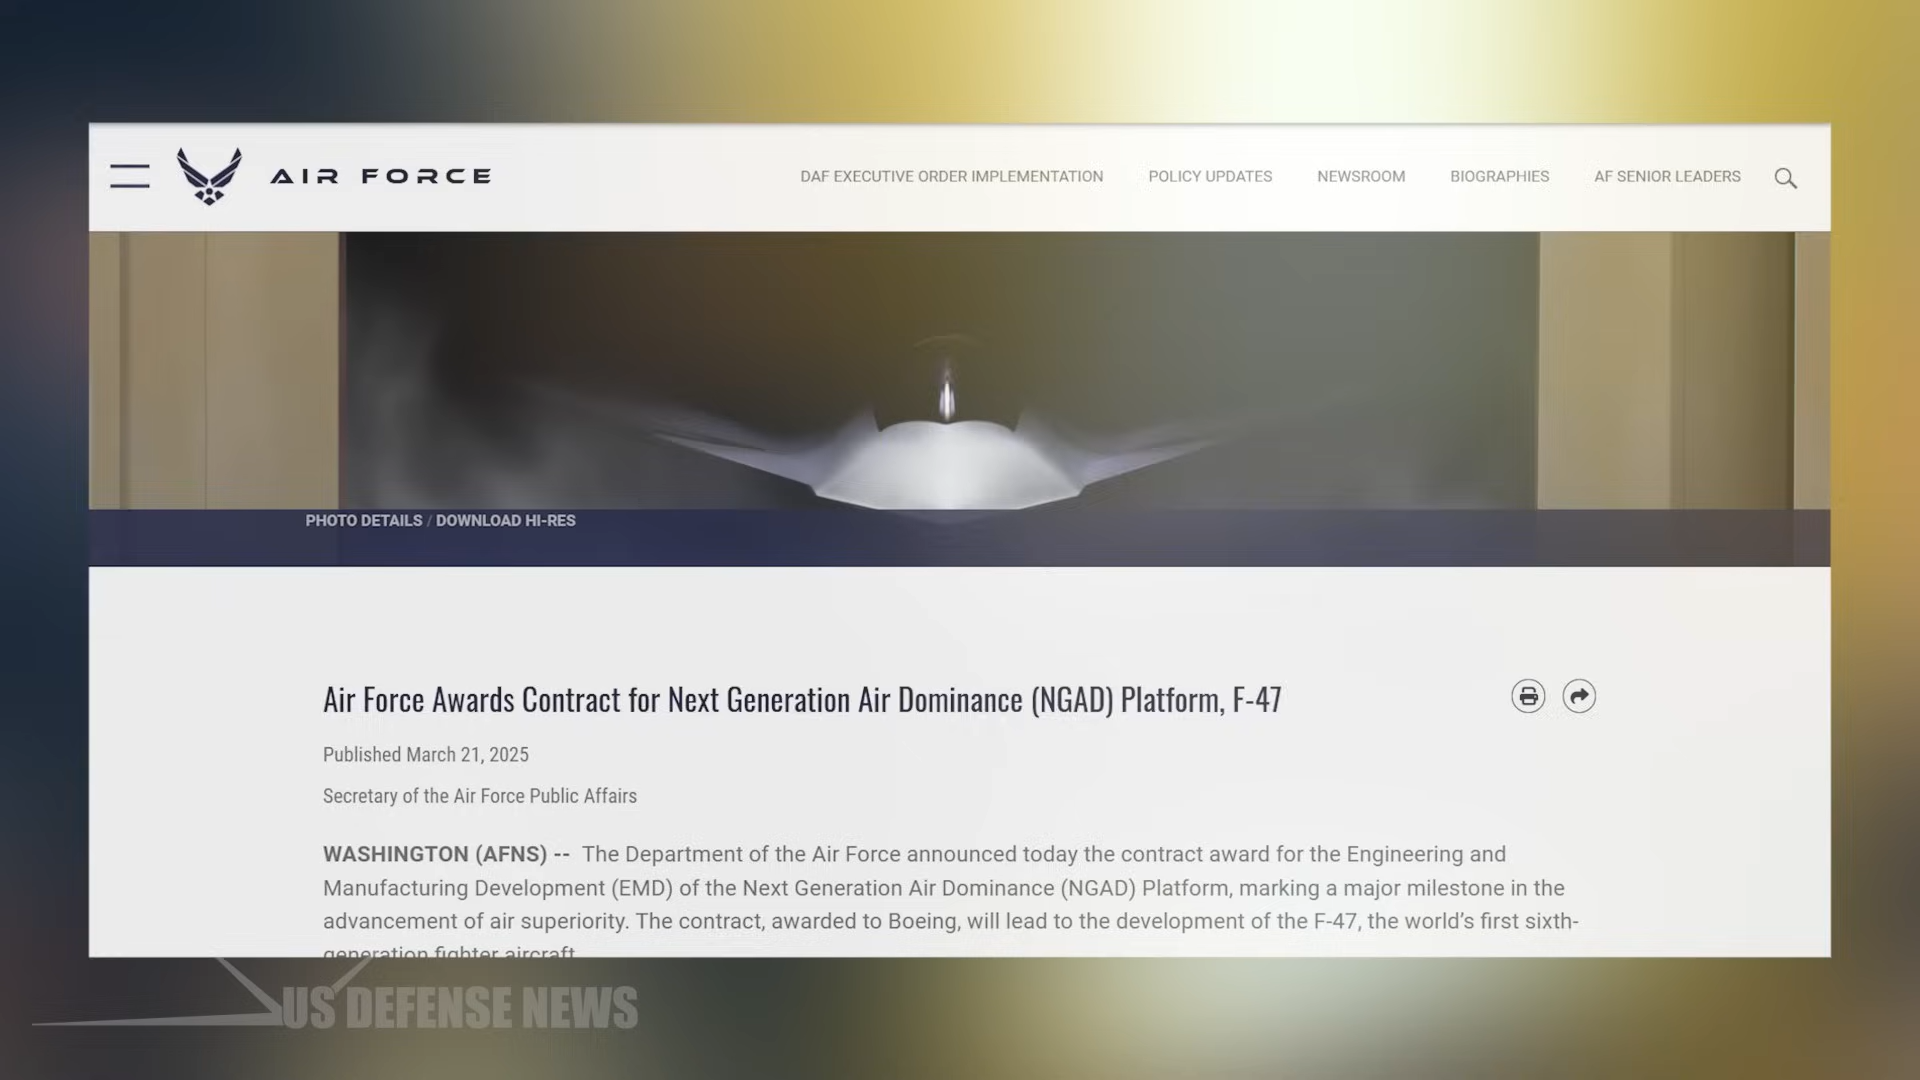 AIR FORCE
DAF EXECUTIVE ORDER IMPLEMENTATION
POLICY UPDATES
NEWSROOM
BIOGRAPHIES
AF SENIOR LEADERS
PHOTO DETAILS / DOWNLOAD HI-RES
Air Force Awards Contract for Next Generation Air Dominance (NGAD) Platform, F-47
Published March 21, 2025
Secretary of the Air Force Public Affairs
WASHINGTON (AFNS) -- The Department of the Air Force announced today the contract award for the Engineering and
Manufacturing Development (EMD) of the Next Generation Air Dominance (NGAD) Platform, marking a major milestone in the
advancement of air superiority. The contract, awarded to Boeing, will lead to the development of the F-47, the world’s first sixth-
generation fighter aircraft.
US DEFENSE NEWS